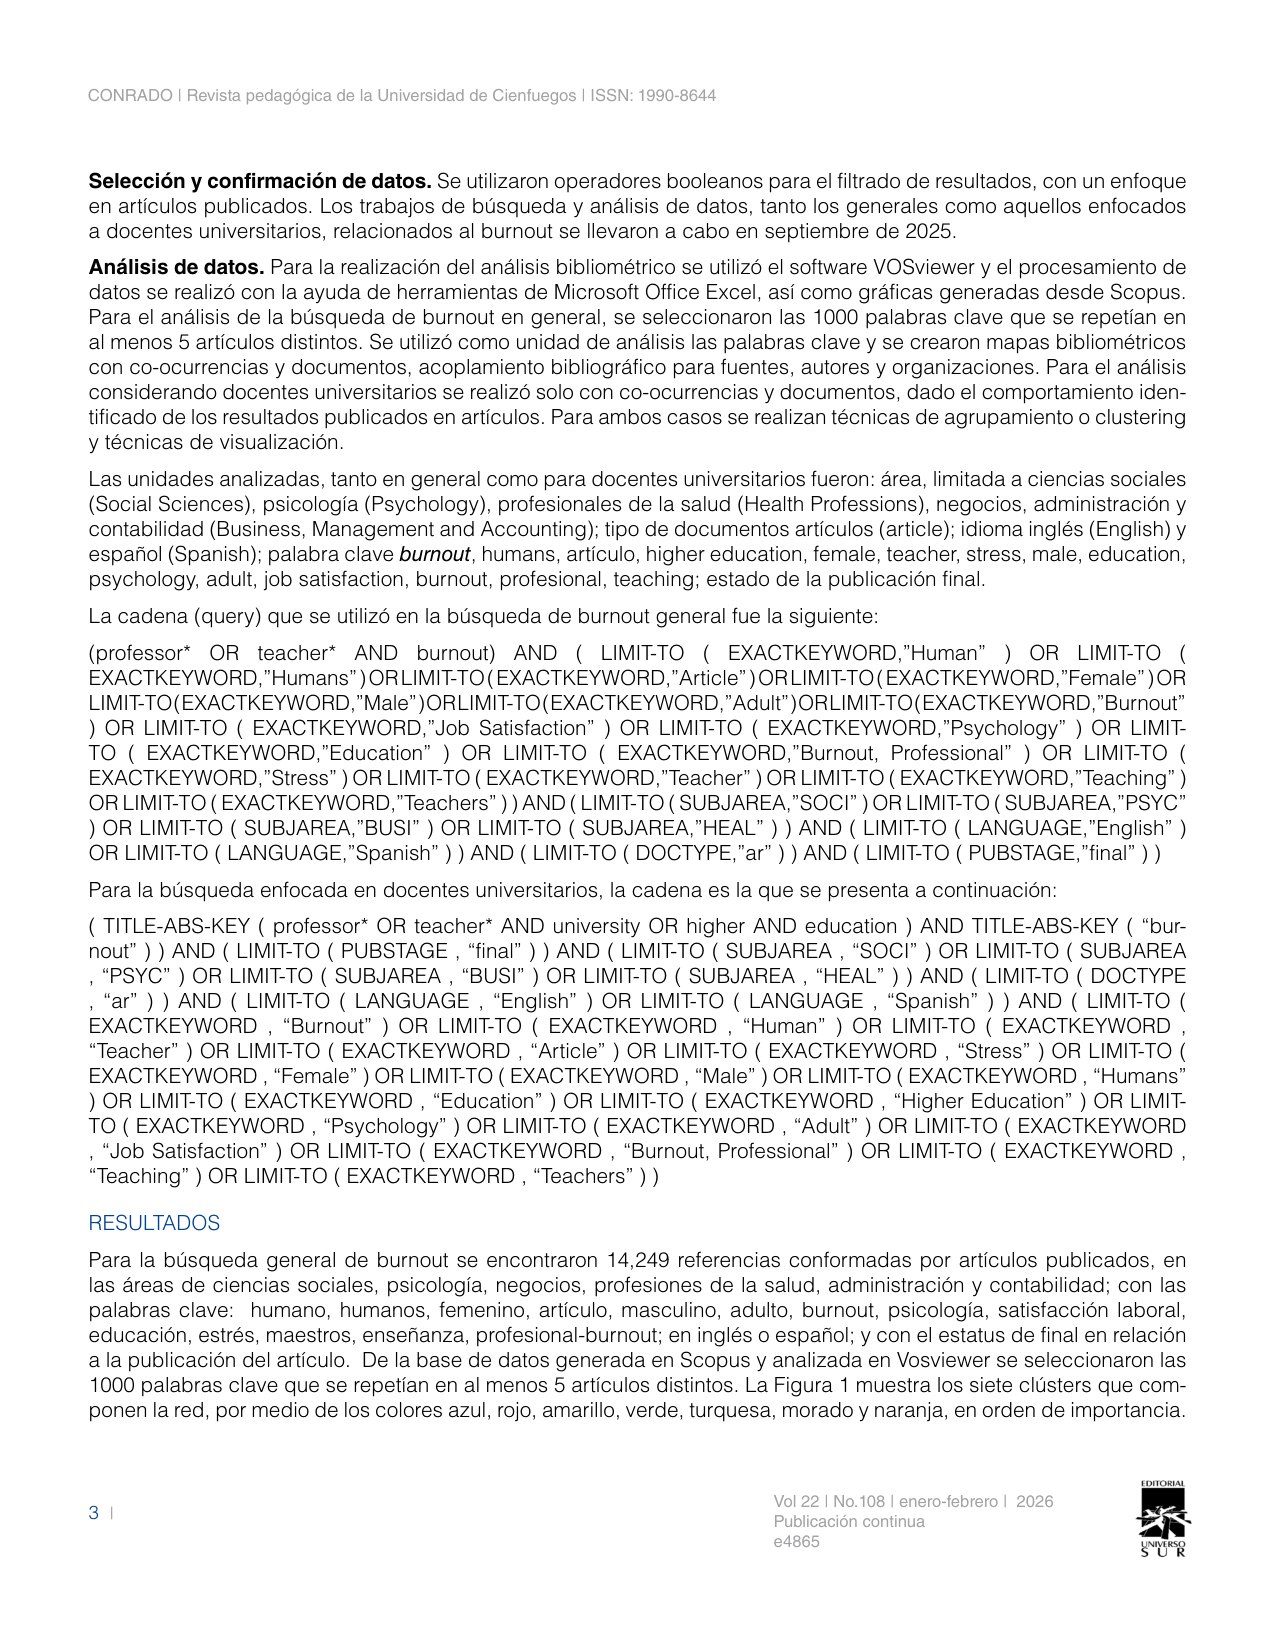 CONRADO | Revista pedagógica de la Universidad de Cienfuegos | ISSN: 1990-8644
Selección y confirmación de datos. Se utilizaron operadores booleanos para el filtrado de resultados, con un enfoque
en artículos publicados. Los trabajos de búsqueda y análisis de datos, tanto los generales como aquellos enfocados
a docentes universitarios, relacionados al burnout se llevaron a cabo en septiembre de 2025.
Análisis de datos. Para la realización del análisis bibliométrico se utilizó el software VOSviewer y el procesamiento de
datos se realizó con la ayuda de herramientas de Microsoft Office Excel, así como gráficas generadas desde Scopus.
Para el análisis de la búsqueda de burnout en general, se seleccionaron las 1000 palabras clave que se repetían en
al menos 5 artículos distintos. Se utilizó como unidad de análisis las palabras clave y se crearon mapas bibliométricos
con co-ocurrencias y documentos, acoplamiento bibliográfico para fuentes, autores y organizaciones. Para el análisis
considerando docentes universitarios se realizó solo con co-ocurrencias y documentos, dado el comportamiento iden-
tificado de los resultados publicados en artículos. Para ambos casos se realizan técnicas de agrupamiento o clustering
y técnicas de visualización.
Las unidades analizadas, tanto en general como para docentes universitarios fueron: área, limitada a ciencias sociales
(Social Sciences), psicología (Psychology), profesionales de la salud (Health Professions), negocios, administración y
contabilidad (Business, Management and Accounting); tipo de documentos artículos (article); idioma inglés (English) y
español (Spanish); palabra clave burnout, humans, artículo, higher education, female, teacher, stress, male, education,
psychology, adult, job satisfaction, burnout, profesional, teaching; estado de la publicación final.
La cadena (query) que se utilizó en la búsqueda de burnout general fue la siguiente:
(professor* OR teacher* AND burnout) AND ( LIMIT-TO ( EXACTKEYWORD,”Human” ) OR LIMIT-TO (
EXACTKEYWORD,”Humans” ) OR LIMIT-TO ( EXACTKEYWORD,”Article” ) OR LIMIT-TO ( EXACTKEYWORD,”Female” ) OR
LIMIT-TO ( EXACTKEYWORD,”Male” ) OR LIMIT-TO ( EXACTKEYWORD,”Adult” ) OR LIMIT-TO ( EXACTKEYWORD,”Burnout”
) OR LIMIT-TO ( EXACTKEYWORD,”Job Satisfaction” ) OR LIMIT-TO ( EXACTKEYWORD,”Psychology” ) OR LIMIT-
TO ( EXACTKEYWORD,”Education” ) OR LIMIT-TO ( EXACTKEYWORD,”Burnout, Professional” ) OR LIMIT-TO (
EXACTKEYWORD,”Stress” ) OR LIMIT-TO ( EXACTKEYWORD,”Teacher” ) OR LIMIT-TO ( EXACTKEYWORD,”Teaching” )
OR LIMIT-TO ( EXACTKEYWORD,”Teachers” ) ) AND ( LIMIT-TO ( SUBJAREA,”SOCI” ) OR LIMIT-TO ( SUBJAREA,”PSYC”
) OR LIMIT-TO ( SUBJAREA,”BUSI” ) OR LIMIT-TO ( SUBJAREA,”HEAL” ) ) AND ( LIMIT-TO ( LANGUAGE,”English” )
OR LIMIT-TO ( LANGUAGE,”Spanish” ) ) AND ( LIMIT-TO ( DOCTYPE,”ar” ) ) AND ( LIMIT-TO ( PUBSTAGE,”final” ) )
Para la búsqueda enfocada en docentes universitarios, la cadena es la que se presenta a continuación:
( TITLE-ABS-KEY ( professor* OR teacher* AND university OR higher AND education ) AND TITLE-ABS-KEY ( “bur-
nout” ) ) AND ( LIMIT-TO ( PUBSTAGE , “final” ) ) AND ( LIMIT-TO ( SUBJAREA , “SOCI” ) OR LIMIT-TO ( SUBJAREA
, “PSYC” ) OR LIMIT-TO ( SUBJAREA , “BUSI” ) OR LIMIT-TO ( SUBJAREA , “HEAL” ) ) AND ( LIMIT-TO ( DOCTYPE
, “ar” ) ) AND ( LIMIT-TO ( LANGUAGE , “English” ) OR LIMIT-TO ( LANGUAGE , “Spanish” ) ) AND ( LIMIT-TO (
EXACTKEYWORD , “Burnout” ) OR LIMIT-TO ( EXACTKEYWORD , “Human” ) OR LIMIT-TO ( EXACTKEYWORD ,
“Teacher” ) OR LIMIT-TO ( EXACTKEYWORD , “Article” ) OR LIMIT-TO ( EXACTKEYWORD , “Stress” ) OR LIMIT-TO (
EXACTKEYWORD , “Female” ) OR LIMIT-TO ( EXACTKEYWORD , “Male” ) OR LIMIT-TO ( EXACTKEYWORD , “Humans”
) OR LIMIT-TO ( EXACTKEYWORD , “Education” ) OR LIMIT-TO ( EXACTKEYWORD , “Higher Education” ) OR LIMIT-
TO ( EXACTKEYWORD , “Psychology” ) OR LIMIT-TO ( EXACTKEYWORD , “Adult” ) OR LIMIT-TO ( EXACTKEYWORD
, “Job Satisfaction” ) OR LIMIT-TO ( EXACTKEYWORD , “Burnout, Professional” ) OR LIMIT-TO ( EXACTKEYWORD ,
“Teaching” ) OR LIMIT-TO ( EXACTKEYWORD , “Teachers” ) )
RESULTADOS
Para la búsqueda general de burnout se encontraron 14,249 referencias conformadas por artículos publicados, en
las áreas de ciencias sociales, psicología, negocios, profesiones de la salud, administración y contabilidad; con las
palabras clave: humano, humanos, femenino, artículo, masculino, adulto, burnout, psicología, satisfacción laboral,
educación, estrés, maestros, enseñanza, profesional-burnout; en inglés o español; y con el estatus de final en relación
a la publicación del artículo. De la base de datos generada en Scopus y analizada en Vosviewer se seleccionaron las
1000 palabras clave que se repetían en al menos 5 artículos distintos. La Figura 1 muestra los siete clústers que com-
ponen la red, por medio de los colores azul, rojo, amarillo, verde, turquesa, morado y naranja, en orden de importancia.
3 |
Vol 22 | No.108 | enero-febrero | 2026
Publicación continua
e4865
EDITORIAL
UNIVERSO
SUR